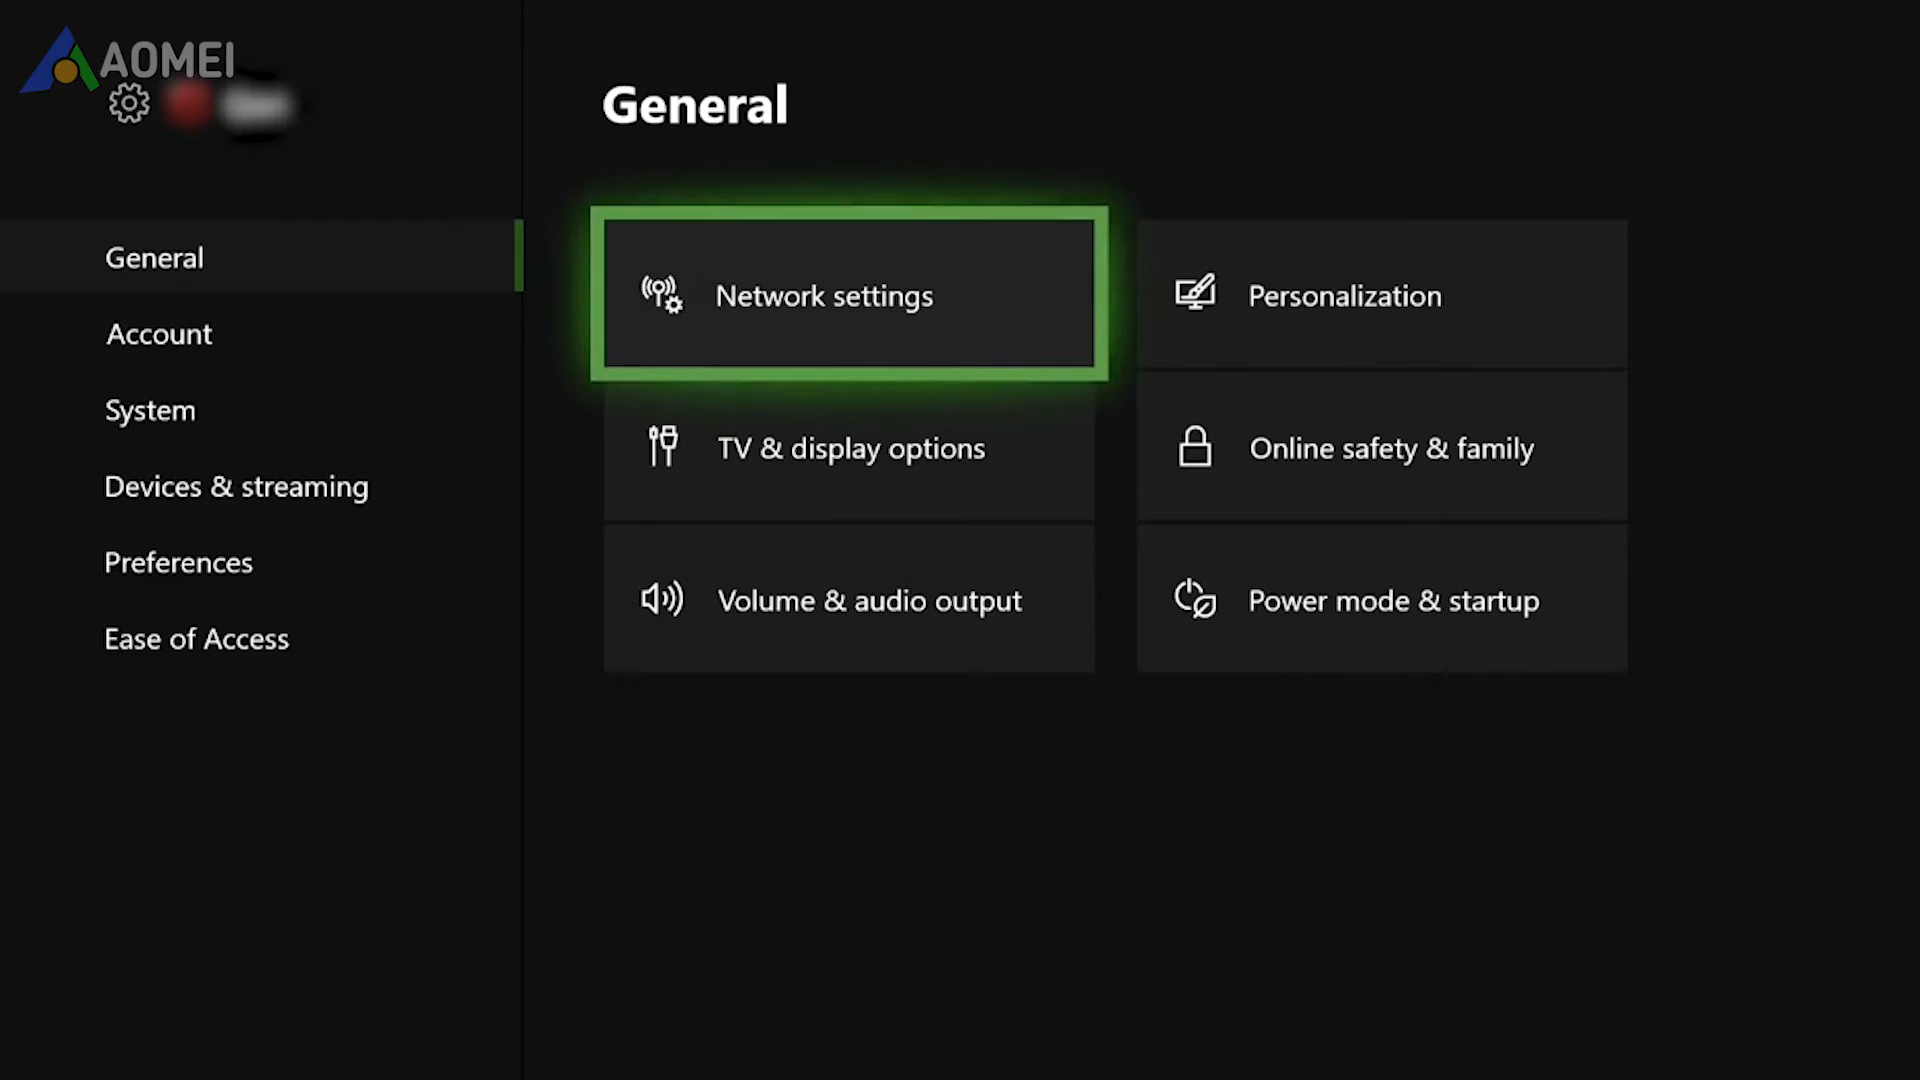 AOMEI
General
General
Account
System
Devices & streaming
Preferences
Ease of Access
Network settings
Personalization
TV & display options
Online safety & family
Volume & audio output
Power mode & startup